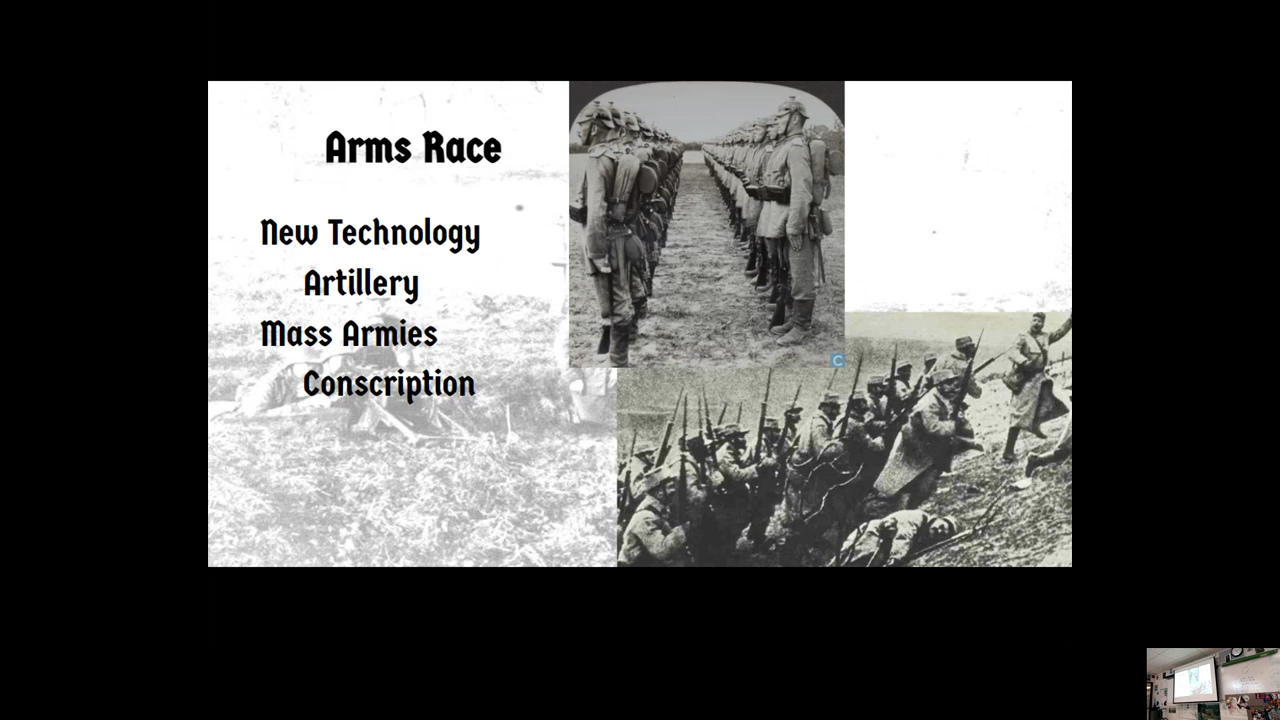 Arms Race
New Technology
Artillery
Mass Armies
Conscription
C